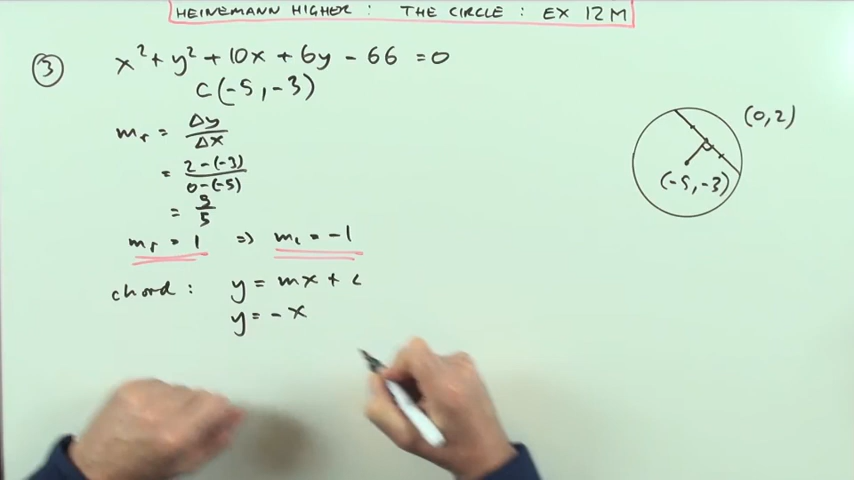 HEINEMANN HIGHER : THE CIRCLE : EX 12M
③ x² + y² + 10x + 6y - 66 = 0
C(-5, -3)
(0, 2)
(-5, -3)
mᵣ = Δy/Δx
= 2-(-3)/0-(-5)
= 5/5
mᵣ = 1 ⇒ m꜀ = -1
chord : y = mx + c
y = -x